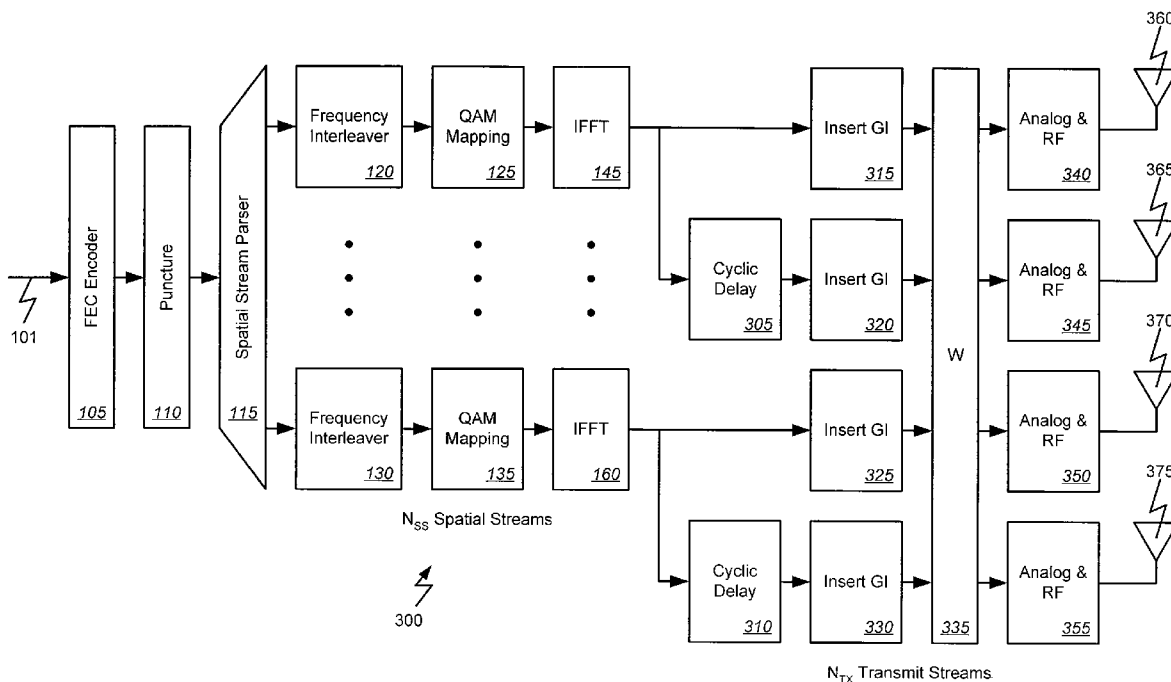 360
Frequency
Interleaver
120
QAM
Mapping
125
IFFT
145
Insert GI
315
Analog &
RF
340
365
101
FEC Encoder
105
Puncture
110
Spatial Stream Parser
115
Cyclic
Delay
305
Insert GI
320
W
335
Analog &
RF
345
370
Frequency
Interleaver
130
QAM
Mapping
135
IFFT
160
Insert GI
325
Analog &
RF
350
375
NSS Spatial Streams
300
Cyclic
Delay
310
Insert GI
330
Analog &
RF
355
NTX Transmit Streams